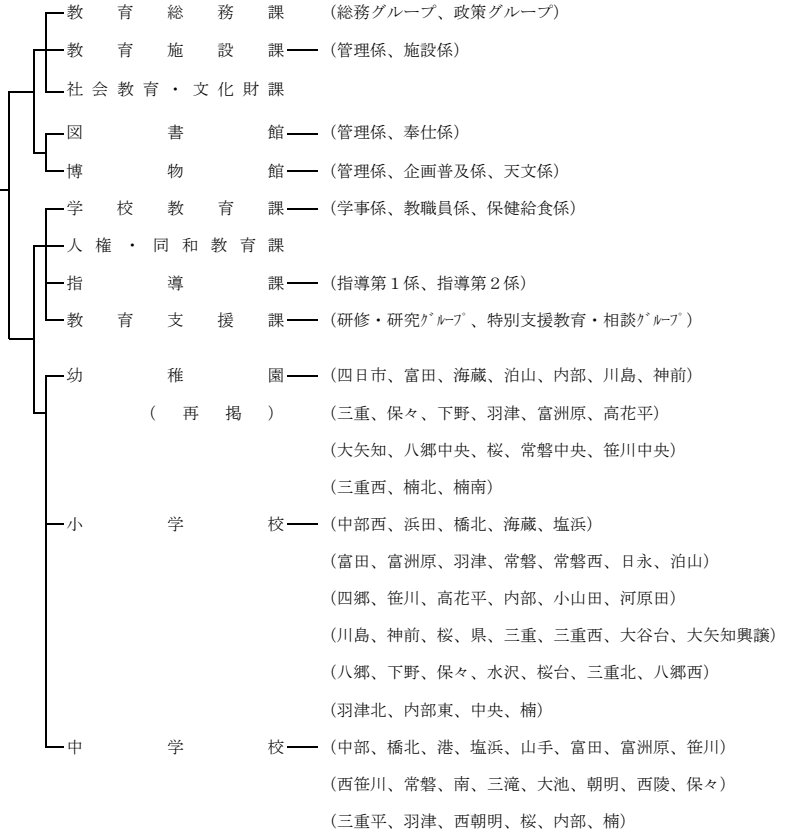 教育総務課 (総務グループ、政策グループ)
教育施設課 (管理係、施設係)
社会教育・文化財課
図書館 (管理係、奉仕係)
博物館 (管理係、企画普及係、天文係)
学校教育課 (学事係、教職員係、保健給食係)
人権・同和教育課
指導課 (指導第１係、指導第２係)
教育支援課 (研修・研究ｸﾞﾙｰﾌﾟ、特別支援教育・相談ｸﾞﾙｰﾌﾟ)
幼稚園 (四日市、富田、海蔵、泊山、内部、川島、神前)
(再掲) (三重、保々、下野、羽津、富洲原、高花平)
(大矢知、八郷中央、桜、常磐中央、笹川中央)
(三重西、楠北、楠南)
小学校 (中部西、浜田、橋北、海蔵、塩浜)
(富田、富洲原、羽津、常磐、常磐西、日永、泊山)
(四郷、笹川、高花平、内部、小山田、河原田)
(川島、神前、桜、県、三重、三重西、大谷台、大矢知興譲)
(八郷、下野、保々、水沢、桜台、三重北、八郷西)
(羽津北、内部東、中央、楠)
中学校 (中部、橋北、港、塩浜、山手、富田、富洲原、笹川)
(西笹川、常磐、南、三滝、大池、朝明、西陵、保々)
(三重平、羽津、西朝明、桜、内部、楠)